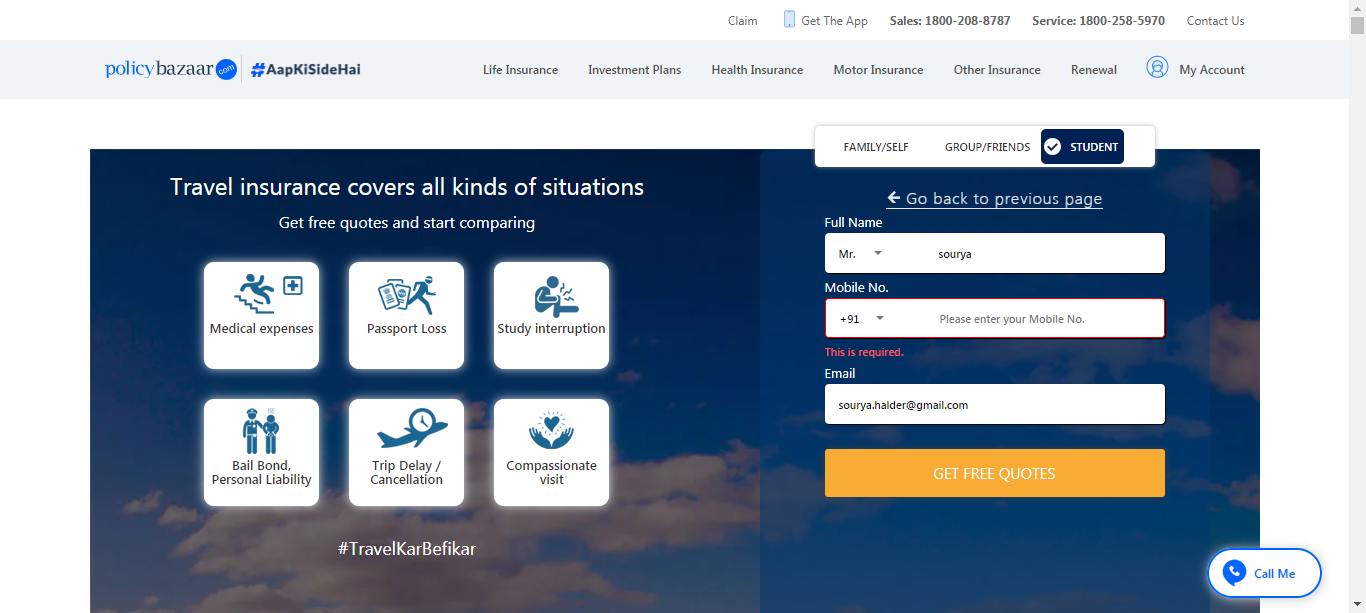 Claim Get The App Sales: 1800-208-8787 Service: 1800-258-5970 Contact Us
policybazaar.com #AapKiSideHai Life Insurance Investment Plans Health Insurance Motor Insurance Other Insurance Renewal My Account
FAMILY/SELF GROUP/FRIENDS STUDENT
Travel insurance covers all kinds of situations
Get free quotes and start comparing
Medical expenses Passport Loss Study interruption
Bail Bond, Trip Delay / Compassionate
Personal Liability Cancellation visit
#TravelKarBefikar
Go back to previous page
Full Name
Mr. sourya
Mobile No.
+91 Please enter your Mobile No.
This is required.
Email
sourya.halder@gmail.com
GET FREE QUOTES
Call Me